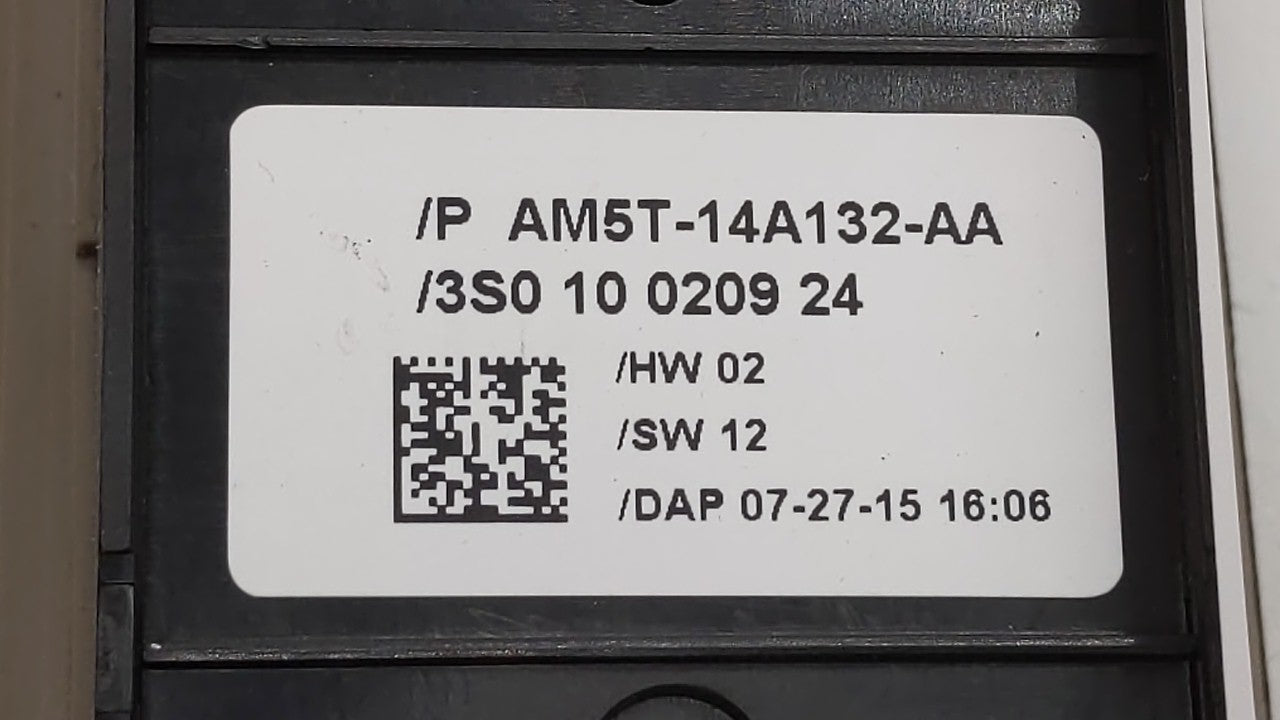 /P AM5T-14A132-AA
/3S0 10 0209 24
/HW 02
/SW 12
/DAP 07-27-15 16:06